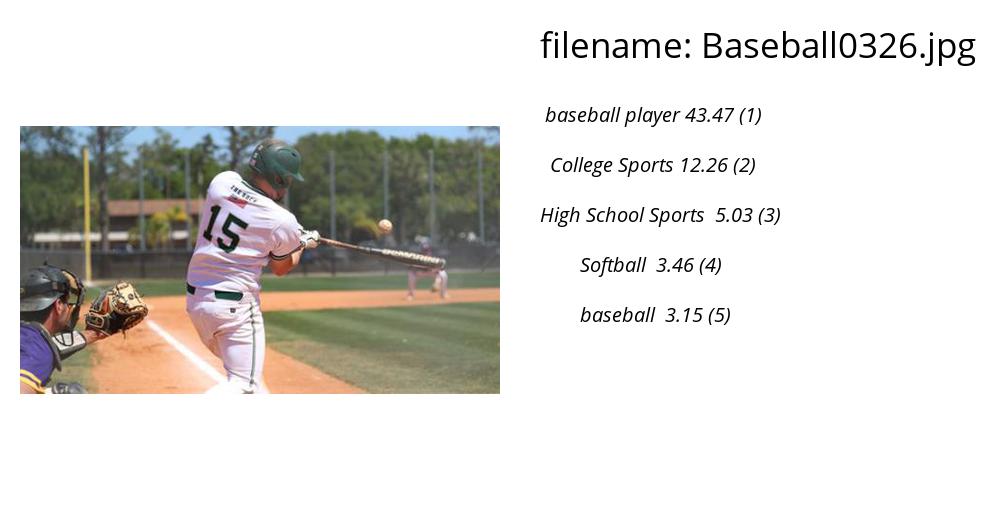 filename: Baseball0326.jpg
baseball player 43.47 (1)
College Sports 12.26 (2)
High School Sports 5.03 (3)
Softball 3.46 (4)
baseball 3.15 (5)
15